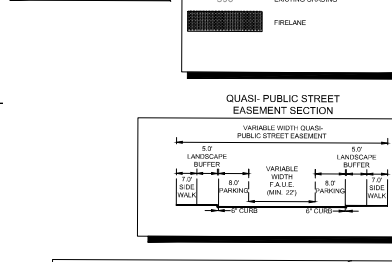 FIRELANE
QUASI- PUBLIC STREET
EASEMENT SECTION
VARIABLE WIDTH QUASI-
PUBLIC STREET EASEMENT
5.0'
LANDSCAPE
BUFFER
5.0'
LANDSCAPE
BUFFER
7.0'
SIDE
WALK
8.0'
PARKING
VARIABLE
WIDTH
F.A.U.E.
(MIN. 22')
8.0'
PARKING
7.0'
SIDE
WALK
6" CURB
6" CURB